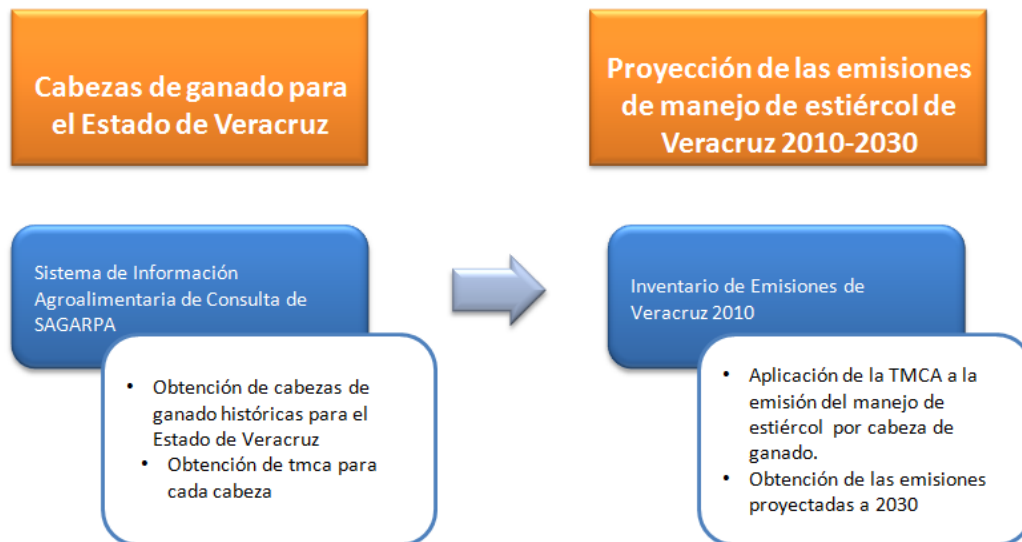 Cabezas de ganado para
el Estado de Veracruz
Sistema de Información
Agroalimentaria de Consulta de
SAGARPA
• Obtención de cabezas de
ganado históricas para el
Estado de Veracruz
• Obtención de tmca para
cada cabeza
Proyección de las emisiones
de manejo de estiércol de
Veracruz 2010-2030
Inventario de Emisiones de
Veracruz 2010
• Aplicación de la TMCA a la
emisión del manejo de
estiércol por cabeza de
ganado.
• Obtención de las emisiones
proyectadas a 2030